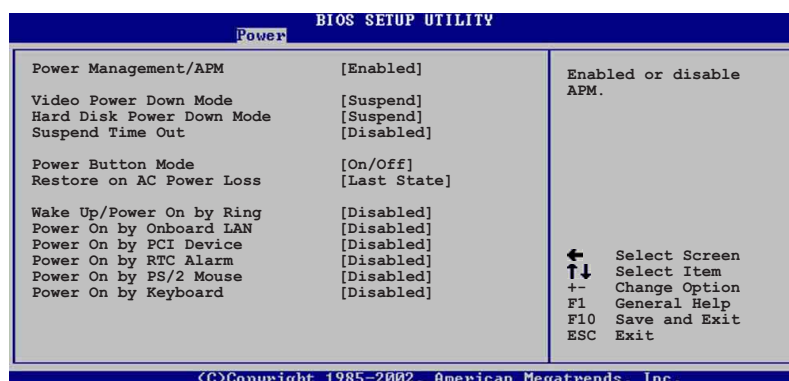 BIOS SETUP UTILITY
Power
Power Management/APM [Enabled]
Video Power Down Mode [Suspend]
Hard Disk Power Down Mode [Suspend]
Suspend Time Out [Disabled]
Power Button Mode [On/Off]
Restore on AC Power Loss [Last State]
Wake Up/Power On by Ring [Disabled]
Power On by Onboard LAN [Disabled]
Power On by PCI Device [Disabled]
Power On by RTC Alarm [Disabled]
Power On by PS/2 Mouse [Disabled]
Power On by Keyboard [Disabled]
Enabled or disable
APM.
← Select Screen
↑↓ Select Item
+- Change Option
F1 General Help
F10 Save and Exit
ESC Exit
(C)Copyright 1985-2002, American Megatrends, Inc.